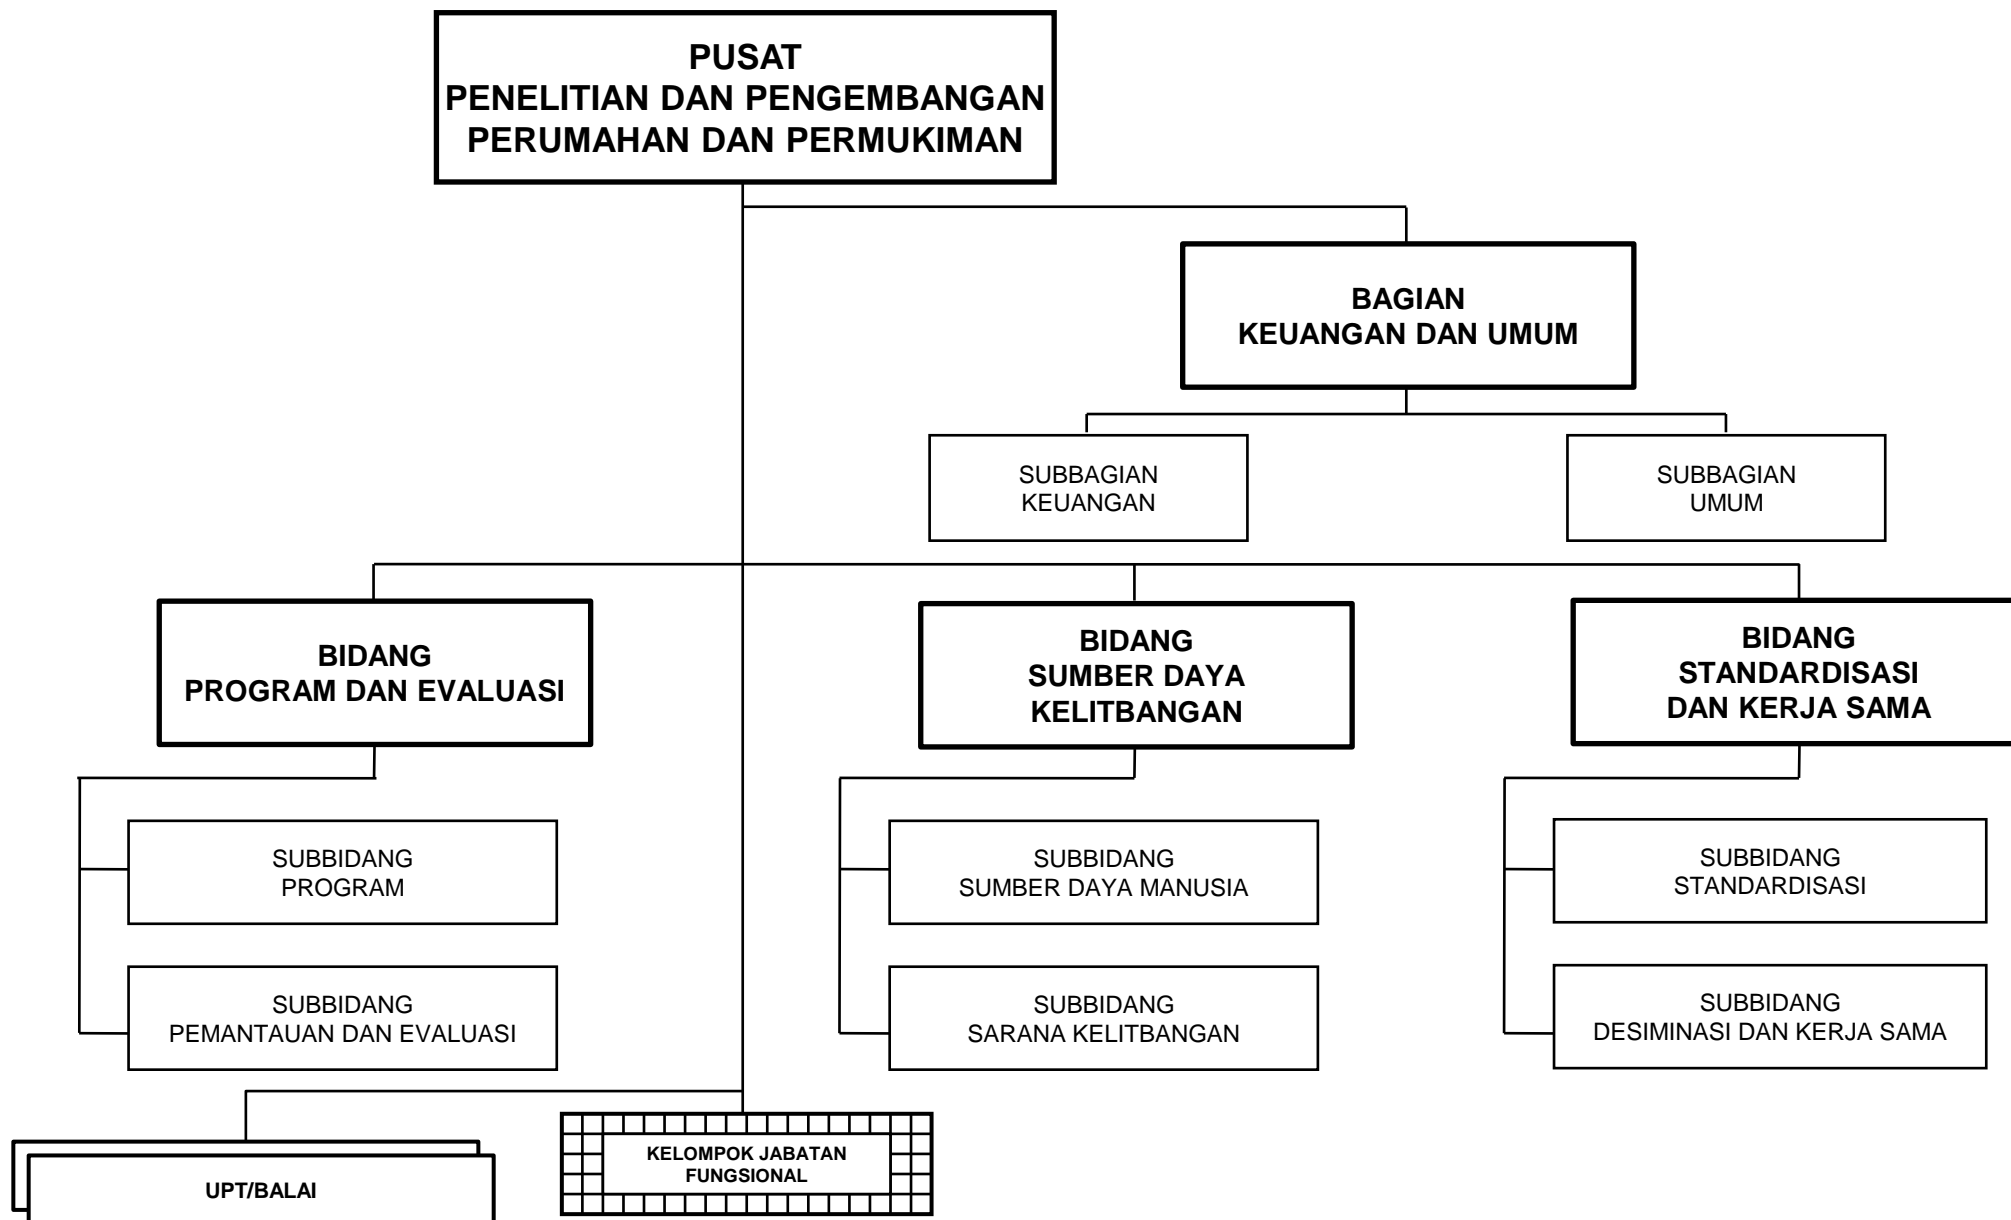 PUSAT
PENELITIAN DAN PENGEMBANGAN
PERUMAHAN DAN PERMUKIMAN
BAGIAN
KEUANGAN DAN UMUM
SUBBAGIAN
KEUANGAN
SUBBAGIAN
UMUM
BIDANG
PROGRAM DAN EVALUASI
BIDANG
SUMBER DAYA
KELITBANGAN
BIDANG
STANDARDISASI
DAN KERJA SAMA
SUBBIDANG
PROGRAM
SUBBIDANG
SUMBER DAYA MANUSIA
SUBBIDANG
STANDARDISASI
SUBBIDANG
PEMANTAUAN DAN EVALUASI
SUBBIDANG
SARANA KELITBANGAN
SUBBIDANG
DESIMINASI DAN KERJA SAMA
UPT/BALAI
KELOMPOK JABATAN
FUNGSIONAL